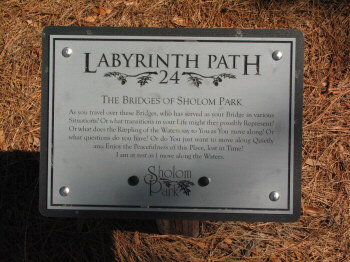 LABYRINTH PATH
24
THE BRIDGES OF SHOLOM PARK
As you travel over these Bridges, who has served as your Bridge in various
Situations? Or what transitions in your Life might they possibly Represent?
Or what does the Rippling of the Waters say to You as You move along? Or
what questions do you have? Or do You just want to move along Quietly
and Enjoy the Peacefulness of this Place, lost in Time?
I am at rest as I move along the Waters.
Sholom
Park